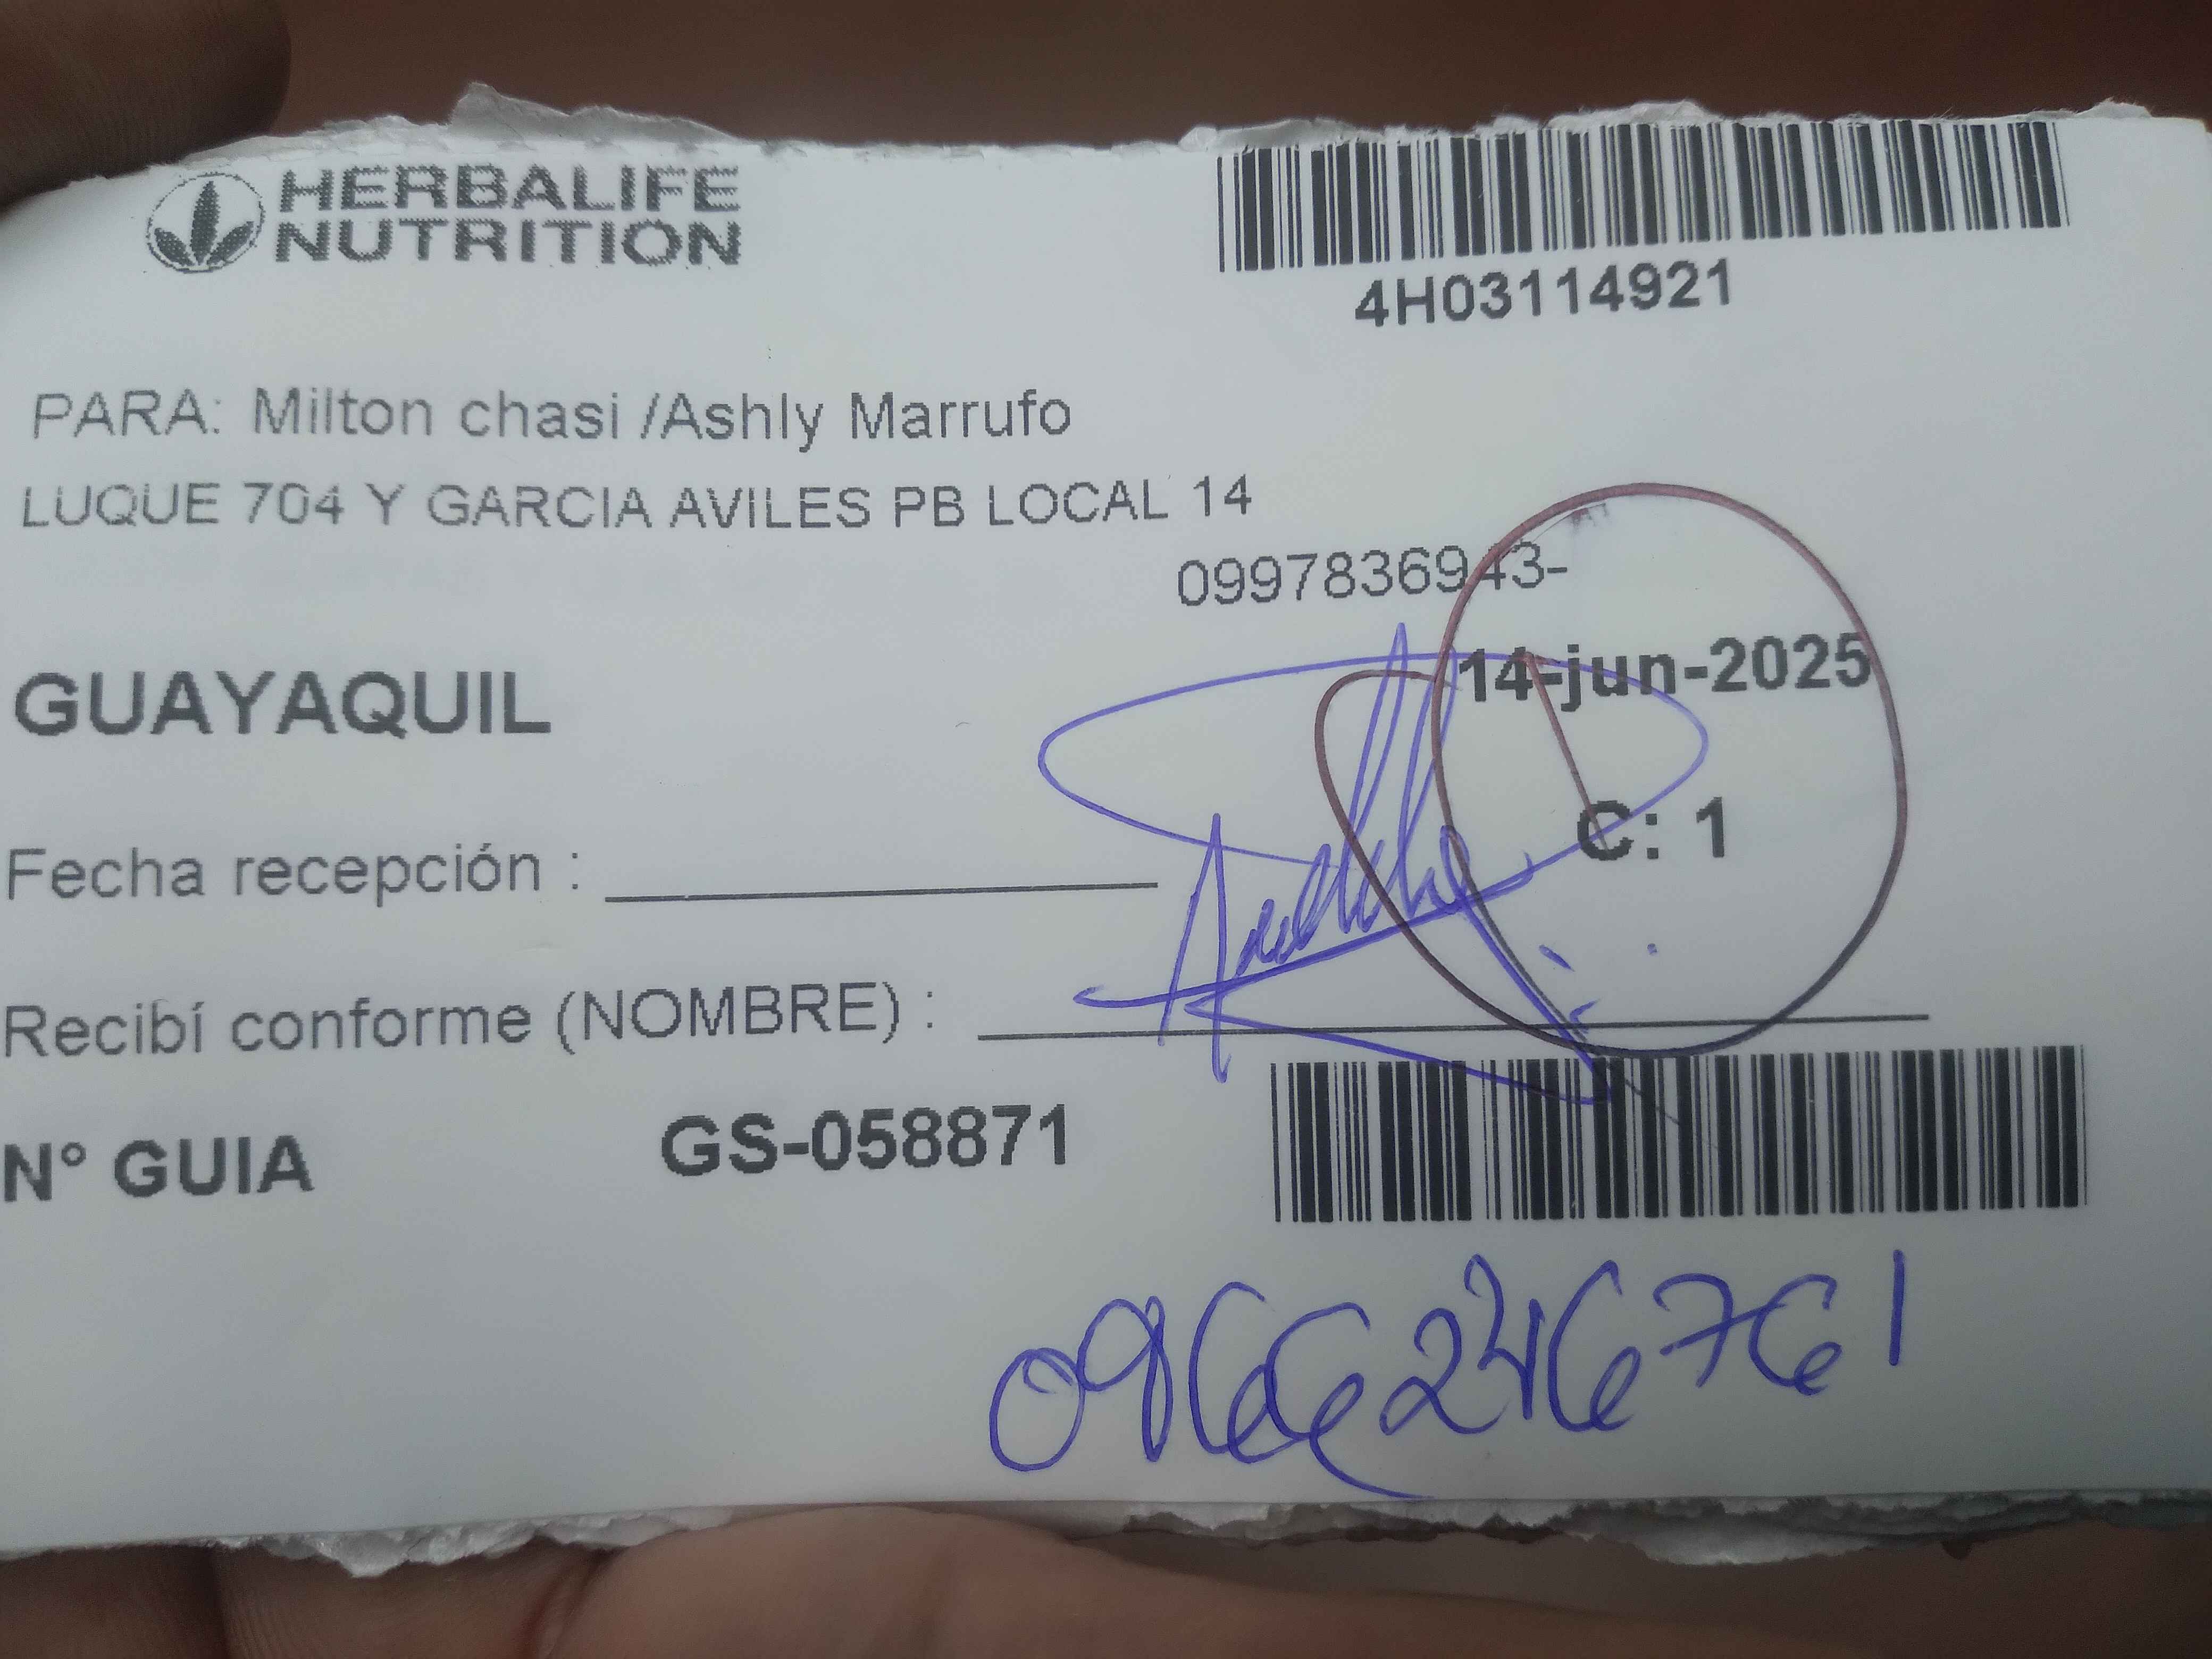 HERBALIFE
NUTRITION
4H03114921
PARA: Milton chasi /Ashly Marrufo
LUQUE 704 Y GARCIA AVILES PB LOCAL 14
0997836943-
14-jun-2025
GUAYAQUIL
C: 1
Fecha recepción :
Recibí conforme (NOMBRE) :
N° GUIA GS-058871
0966246761